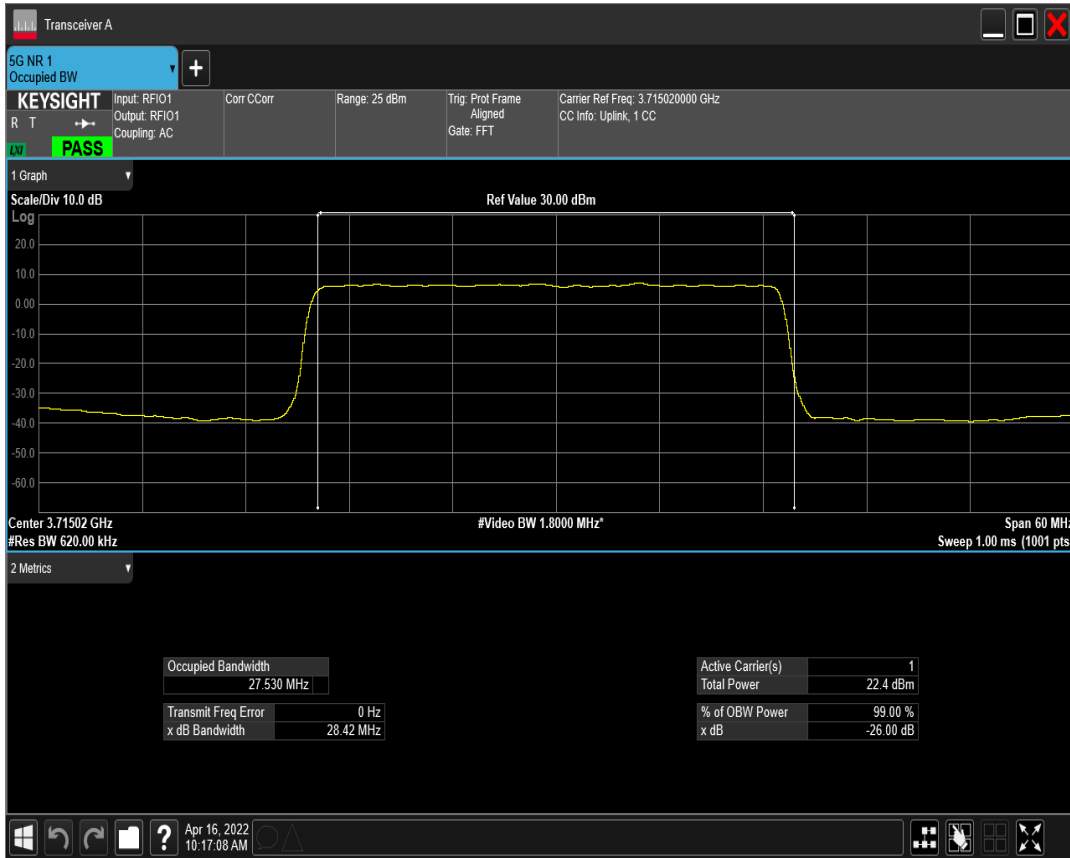 Transceiver A
5G NR 1
Occupied BW
KEYSIGHT
R T
LXI
PASS
Input: RFIO1
Output: RFIO1
Coupling: AC
Corr CCorr
Range: 25 dBm
Trig: Prot Frame
Aligned
Gate: FFT
Carrier Ref Freq: 3.715020000 GHz
CC Info: Uplink, 1 CC
1 Graph
Scale/Div 10.0 dB
Ref Value 30.00 dBm
Log
20.0
10.0
0.00
-10.0
-20.0
-30.0
-40.0
-50.0
-60.0
Center 3.71502 GHz
#Video BW 1.8000 MHz*
Span 60 MHz
#Res BW 620.00 kHz
Sweep 1.00 ms (1001 pts
2 Metrics
Occupied Bandwidth
27.530 MHz
Transmit Freq Error 0 Hz
x dB Bandwidth 28.42 MHz
Active Carrier(s) 1
Total Power 22.4 dBm
% of OBW Power 99.00 %
x dB -26.00 dB
?
Apr 16, 2022
10:17:08 AM